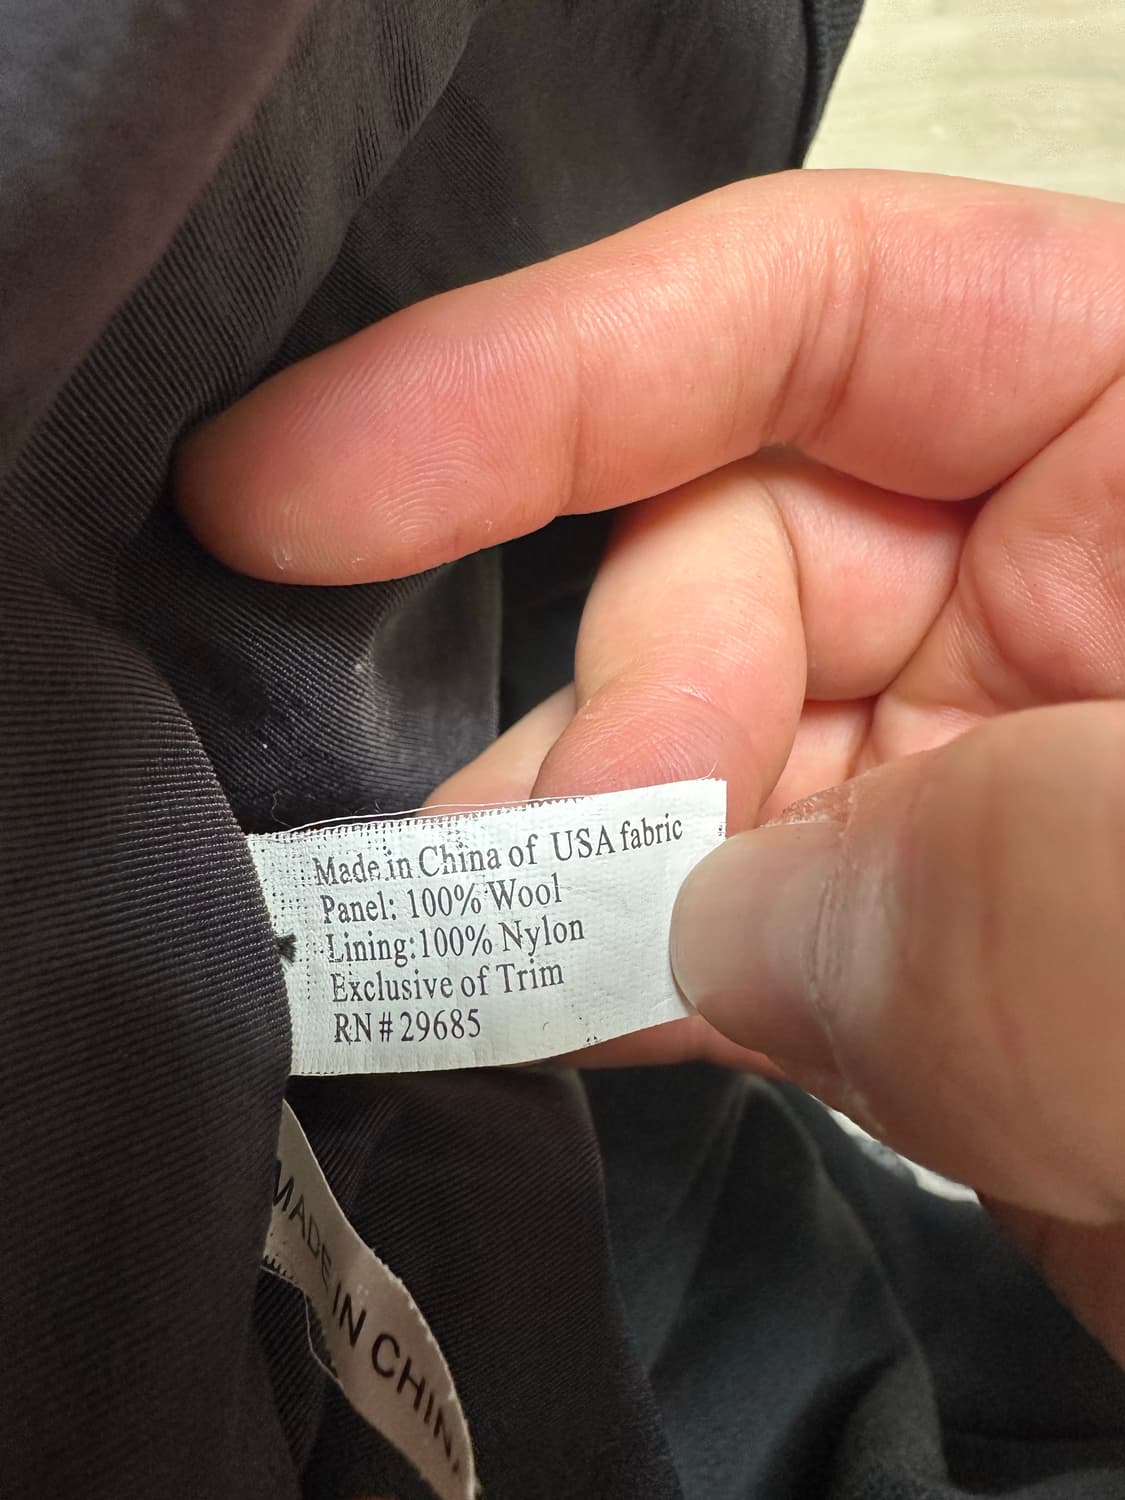 Made in China of USA fabric
Panel: 100% Wool
Lining:100% Nylon
Exclusive of Trim
RN#29685
MADE IN CHINA